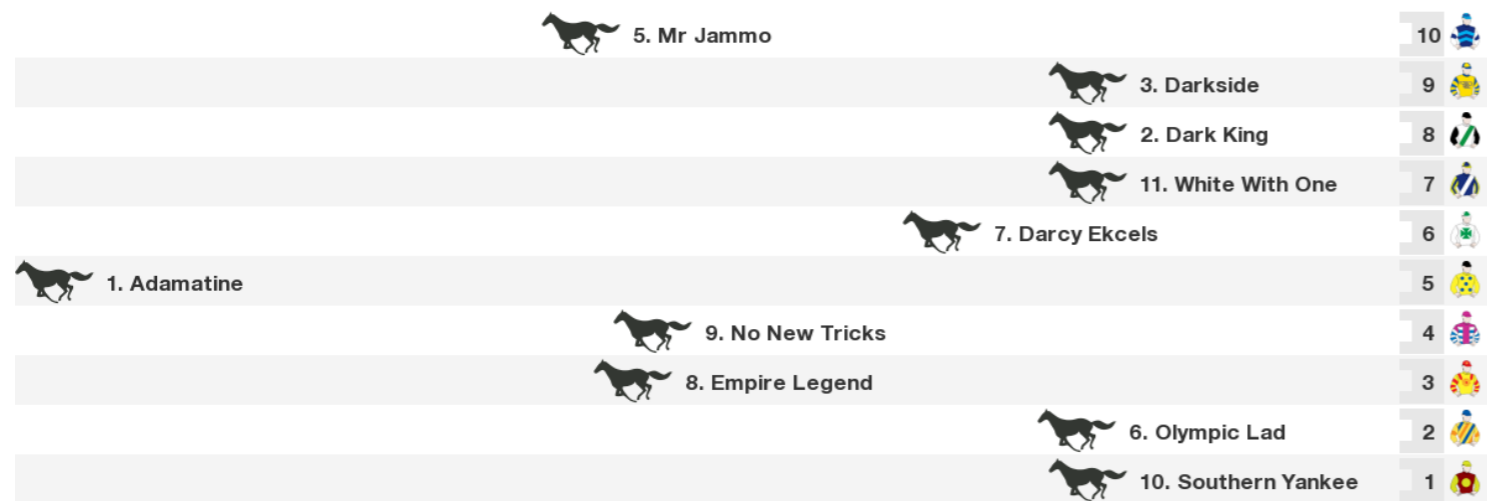 5. Mr Jammo 10
3. Darkside 9
2. Dark King 8
11. White With One 7
7. Darcy Ekcels 6
1. Adamatine 5
9. No New Tricks 4
8. Empire Legend 3
6. Olympic Lad 2
10. Southern Yankee 1